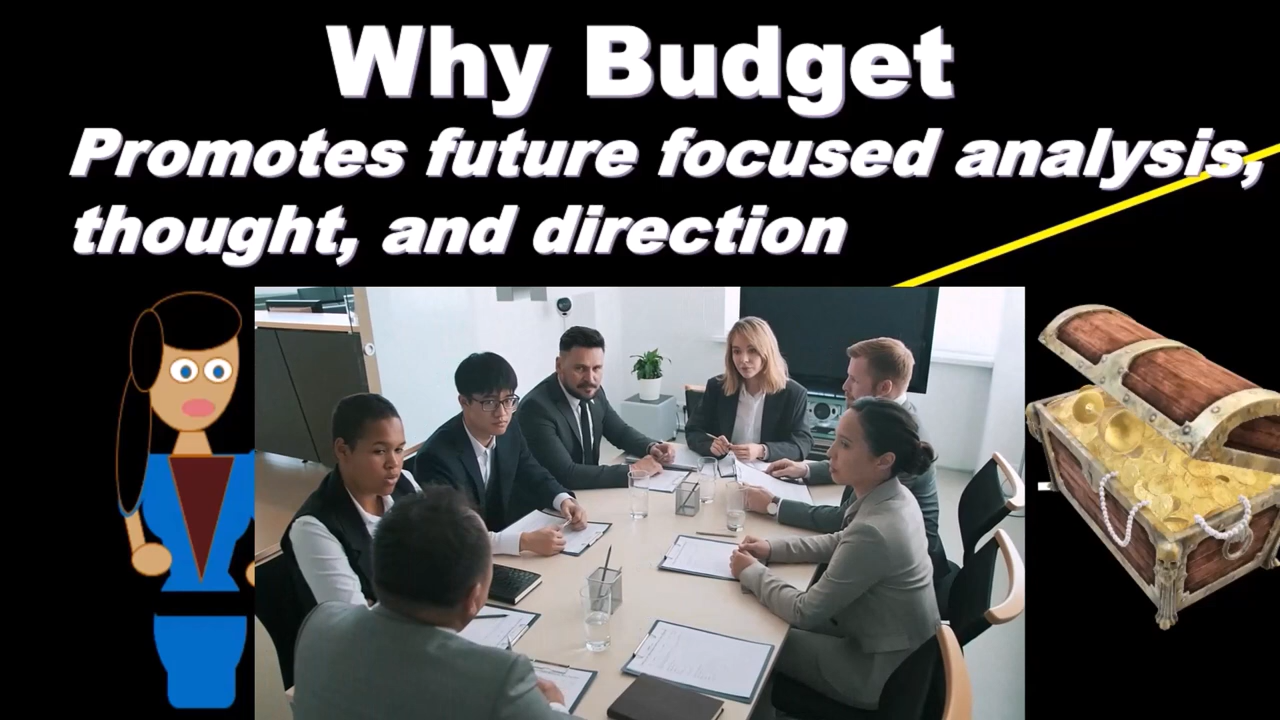 Why Budget
Promotes future focused analysis,
thought, and direction